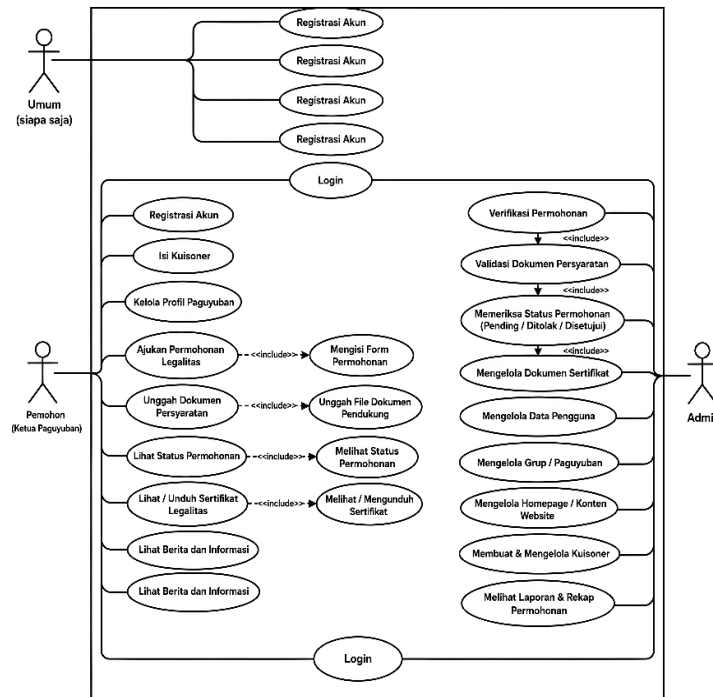 Registrasi Akun
Registrasi Akun
Registrasi Akun
Registrasi Akun
Umum
(siapa saja)
Login
Registrasi Akun
Isi Kuisoner
Kelola Profil Paguyuban
Ajukan Permohonan
Legalitas
<<include>>
Mengisi Form
Permohonan
Unggah Dokumen
Persyaratan
<<include>>
Unggah File Dokumen
Pendukung
Lihat Status Permohonan
<<include>>
Melihat Status
Permohonan
Lihat / Unduh Sertifikat
Legalitas
<<include>>
Melihat / Mengunduh
Sertifikat
Lihat Berita dan Informasi
Lihat Berita dan Informasi
Pemohon
(Ketua Paguyuban)
Verifikasi Permohonan
<<include>>
Validasi Dokumen Persyaratan
<<include>>
Memeriksa Status Permohonan
(Pending / Ditolak / Disetujui)
<<include>>
Mengelola Dokumen Sertifikat
Mengelola Data Pengguna
Mengelola Grup / Paguyuban
Mengelola Homepage / Konten
Website
Membuat & Mengelola Kuisoner
Melihat Laporan & Rekap
Permohonan
Admi
Login